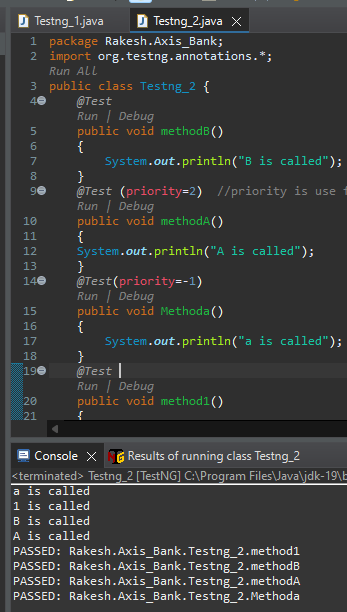 Testng_1.java Testng_2.java
1 package Rakesh.Axis_Bank;
2 import org.testng.annotations.*;
Run All
3 public class Testng_2 {
4 @Test
Run | Debug
5 public void methodB()
6 {
7 System.out.println("B is called");
8 }
9 @Test (priority=2) //priority is use
Run | Debug
10 public void methodA()
11 {
12 System.out.println("A is called");
13 }
14 @Test(priority=-1)
Run | Debug
15 public void Methoda()
16 {
17 System.out.println("a is called");
18 }
19 @Test
Run | Debug
20 public void method1()
21 {
Console Results of running class Testng_2
<terminated> Testng_2 [TestNG] C:\Program Files\Java\jdk-19\b
a is called
1 is called
B is called
A is called
PASSED: Rakesh.Axis_Bank.Testng_2.method1
PASSED: Rakesh.Axis_Bank.Testng_2.methodB
PASSED: Rakesh.Axis_Bank.Testng_2.methodA
PASSED: Rakesh.Axis_Bank.Testng_2.Methoda